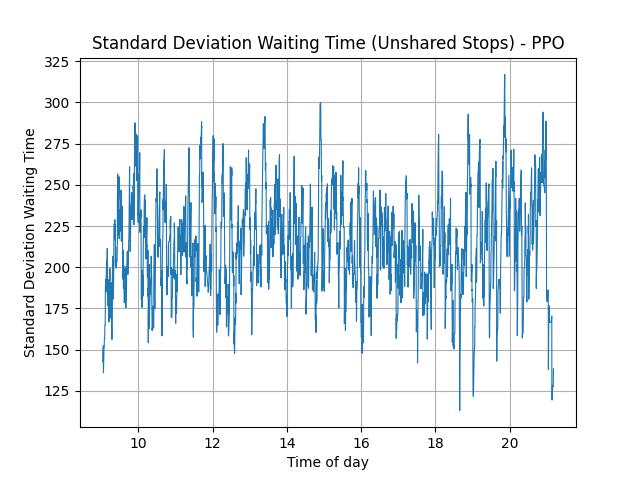 Standard Deviation Waiting Time (Unshared Stops) - PPO
325
300
275
250
225
200
175
150
125
Standard Deviation Waiting Time
10 12 14 16 18 20
Time of day